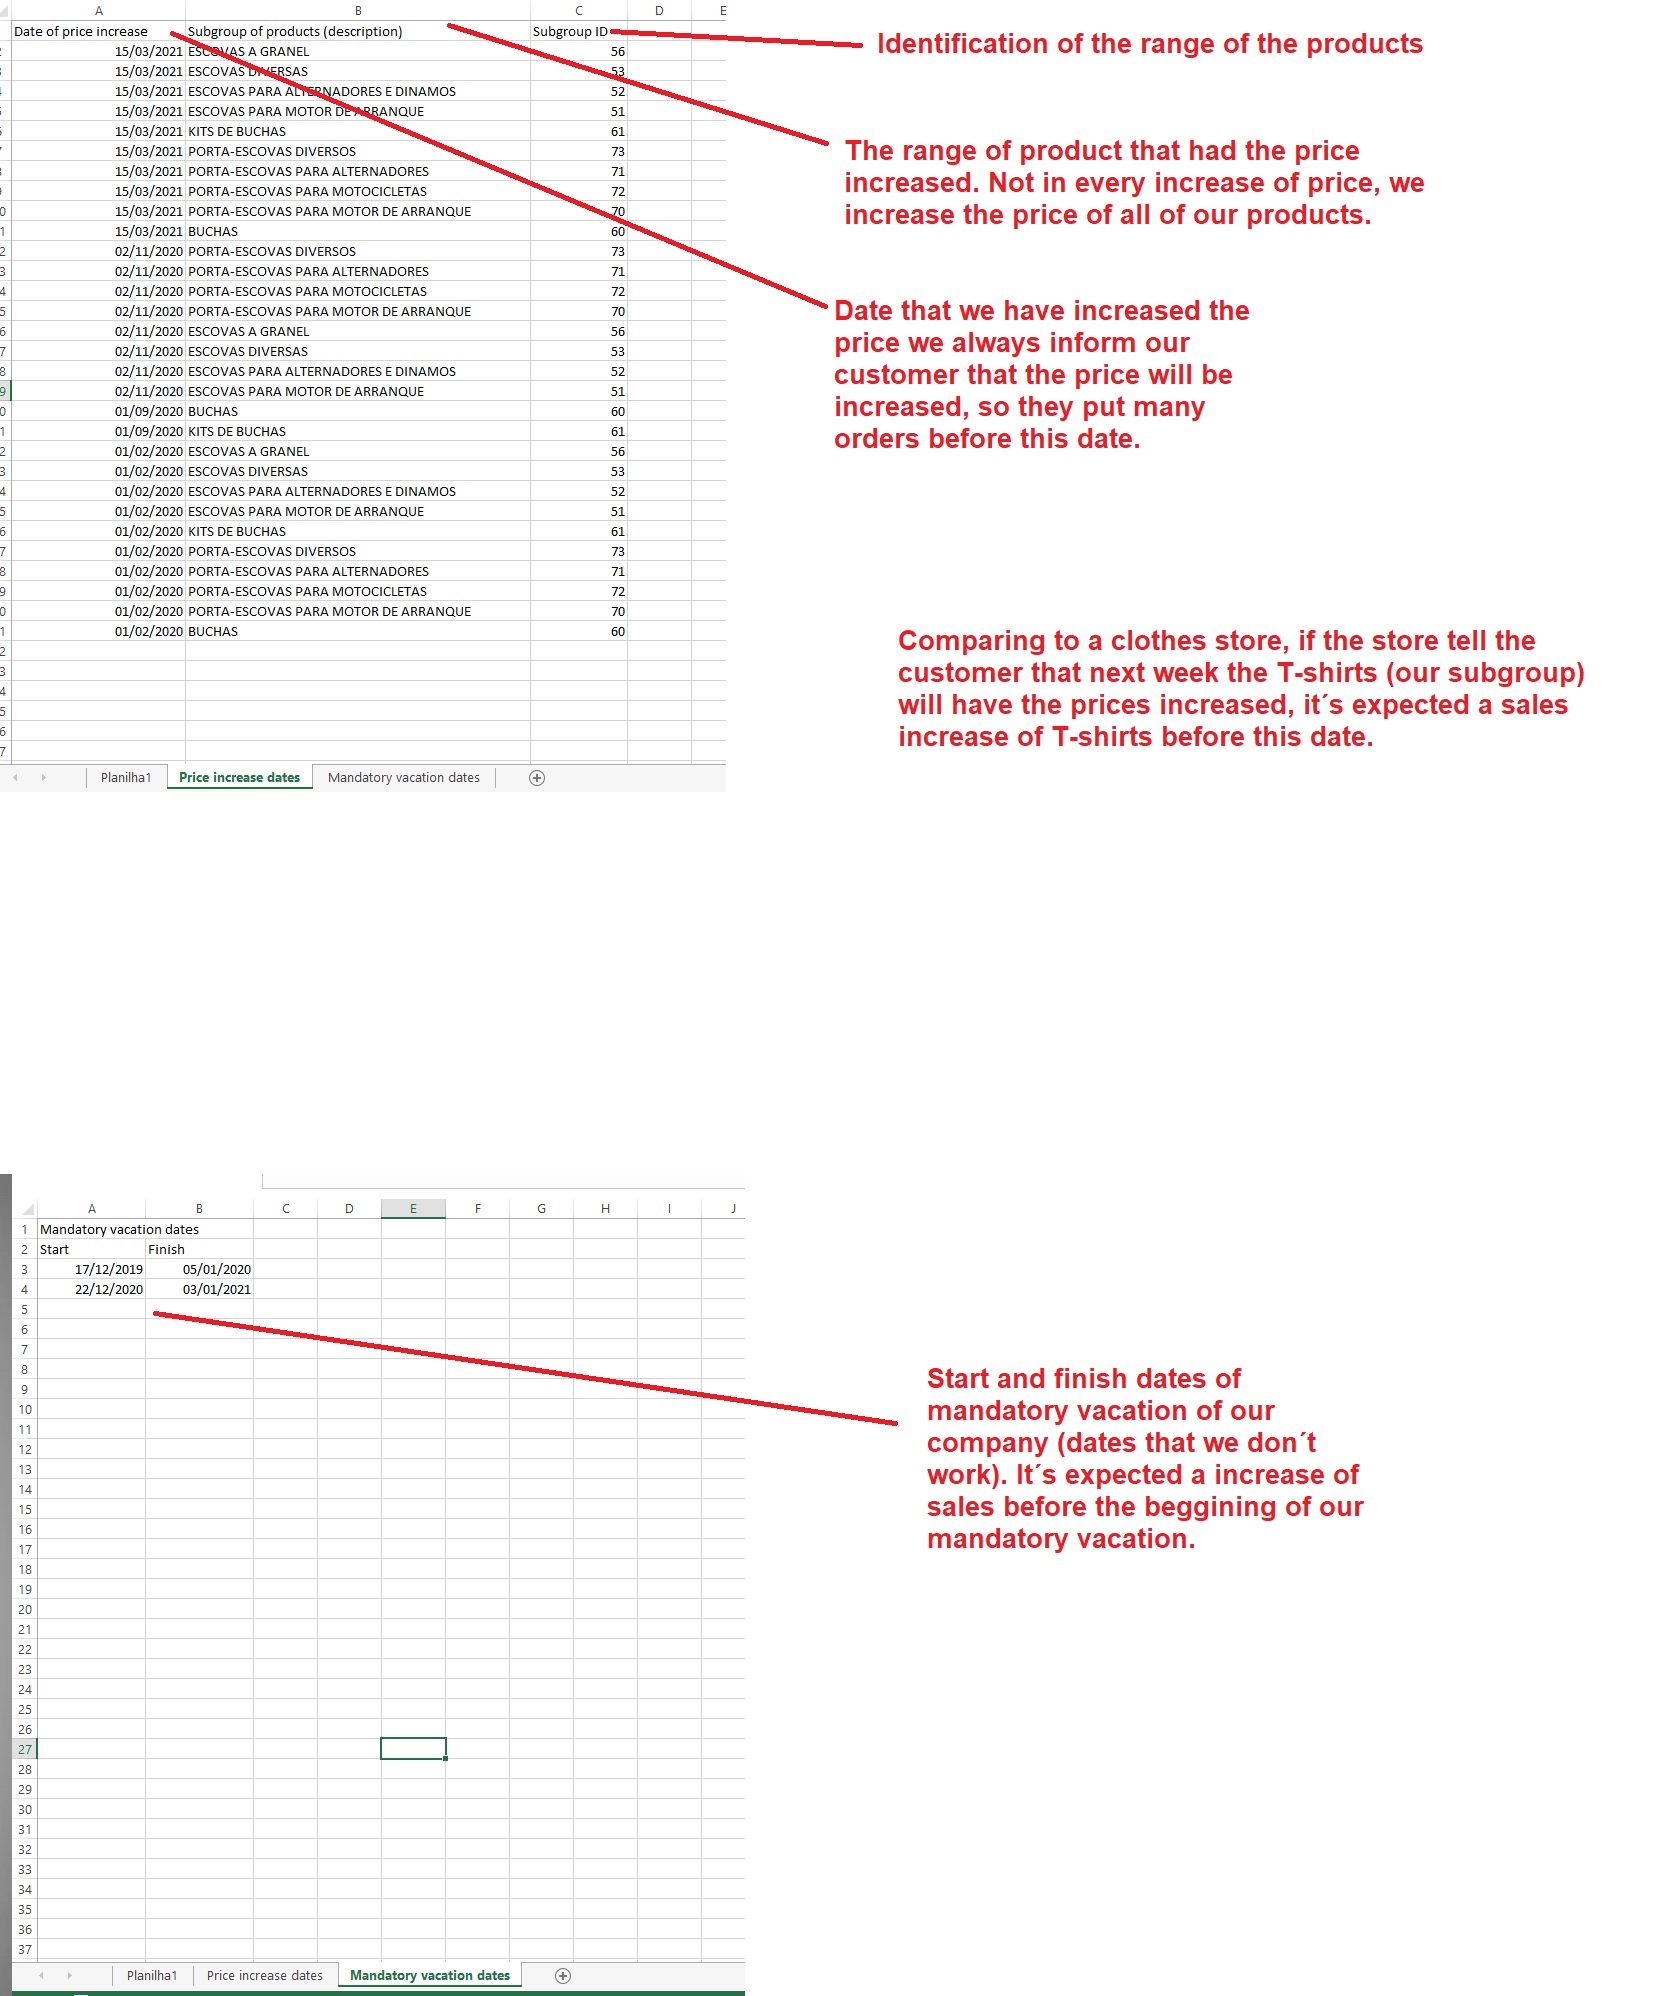 A B C D E
Date of price increase Subgroup of products (description) Subgroup ID
15/03/2021 ESCOVAS A GRANEL 56
15/03/2021 ESCOVAS DIVERSAS 53
15/03/2021 ESCOVAS PARA ALTERNADORES E DINAMOS 52
15/03/2021 ESCOVAS PARA MOTOR DE ARRANQUE 51
15/03/2021 KITS DE BUCHAS 61
15/03/2021 PORTA-ESCOVAS DIVERSOS 73
15/03/2021 PORTA-ESCOVAS PARA ALTERNADORES 71
15/03/2021 PORTA-ESCOVAS PARA MOTOCICLETAS 72
15/03/2021 PORTA-ESCOVAS PARA MOTOR DE ARRANQUE 70
15/03/2021 BUCHAS 60
02/11/2020 PORTA-ESCOVAS DIVERSOS 73
02/11/2020 PORTA-ESCOVAS PARA ALTERNADORES 71
02/11/2020 PORTA-ESCOVAS PARA MOTOCICLETAS 72
02/11/2020 PORTA-ESCOVAS PARA MOTOR DE ARRANQUE 70
02/11/2020 ESCOVAS A GRANEL 56
02/11/2020 ESCOVAS DIVERSAS 53
02/11/2020 ESCOVAS PARA ALTERNADORES E DINAMOS 52
02/11/2020 ESCOVAS PARA MOTOR DE ARRANQUE 51
01/09/2020 BUCHAS 60
01/09/2020 KITS DE BUCHAS 61
01/02/2020 ESCOVAS A GRANEL 56
01/02/2020 ESCOVAS DIVERSAS 53
01/02/2020 ESCOVAS PARA ALTERNADORES E DINAMOS 52
01/02/2020 ESCOVAS PARA MOTOR DE ARRANQUE 51
01/02/2020 KITS DE BUCHAS 61
01/02/2020 PORTA-ESCOVAS DIVERSOS 73
01/02/2020 PORTA-ESCOVAS PARA ALTERNADORES 71
01/02/2020 PORTA-ESCOVAS PARA MOTOCICLETAS 72
01/02/2020 PORTA-ESCOVAS PARA MOTOR DE ARRANQUE 70
01/02/2020 BUCHAS 60
Planilha1 Price increase dates Mandatory vacation dates
Identification of the range of the products
The range of product that had the price
increased. Not in every increase of price, we
increase the price of all of our products.
Date that we have increased the
price we always inform our
customer that the price will be
increased, so they put many
orders before this date.
Comparing to a clothes store, if the store tell the
customer that next week the T-shirts (our subgroup)
will have the prices increased, it´s expected a sales
increase of T-shirts before this date.
A B C D E F G H I J
1 Mandatory vacation dates
2 Start Finish
3 17/12/2019 05/01/2020
4 22/12/2020 03/01/2021
5
6
7
8
9
10
11
12
13
14
15
16
17
18
19
20
21
22
23
24
25
26
27
28
29
30
31
32
33
34
35
36
37
Planilha1 Price increase dates Mandatory vacation dates
Start and finish dates of
mandatory vacation of our
company (dates that we don´t
work). It´s expected a increase of
sales before the beggining of our
mandatory vacation.